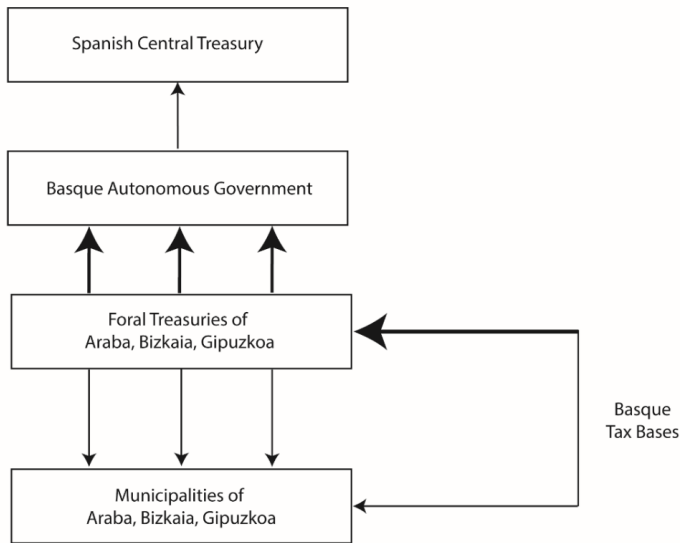 Spanish Central Treasury
Basque Autonomous Government
Foral Treasuries of
Araba, Bizkaia, Gipuzkoa
Basque
Tax Bases
Municipalities of
Araba, Bizkaia, Gipuzkoa